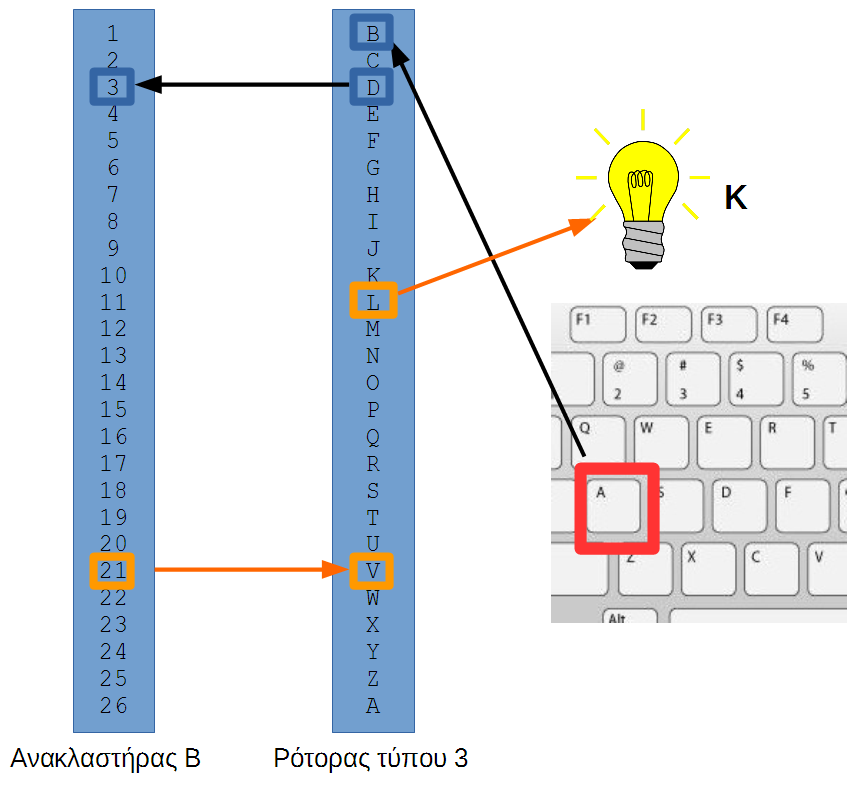 1
2
3
4
5
6
7
8
9
10
11
12
13
14
15
16
17
18
19
20
21
22
23
24
25
26
Ανακλαστήρας Β
B
C
D
E
F
G
H
I
J
K
L
M
N
O
P
Q
R
S
T
U
V
W
X
Y
Z
A
Ρότορας τύπου 3
K
F1 F2 F3 F4
@ # $ %
2 3 4 5
Q W E R T
A S D F
Z X C V
Alt